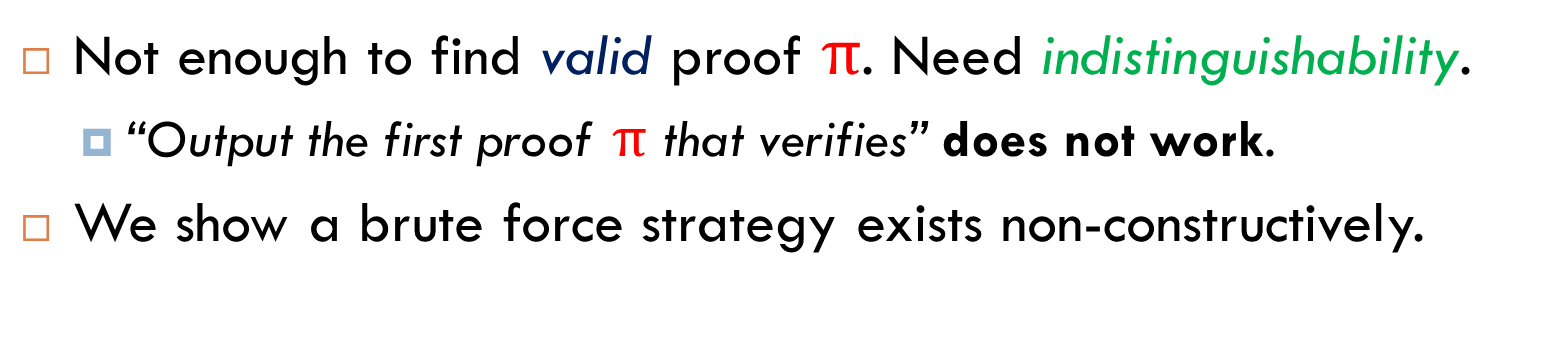 Not enough to find valid proof π. Need indistinguishability.
“Output the first proof π that verifies” does not work.
We show a brute force strategy exists non-constructively.